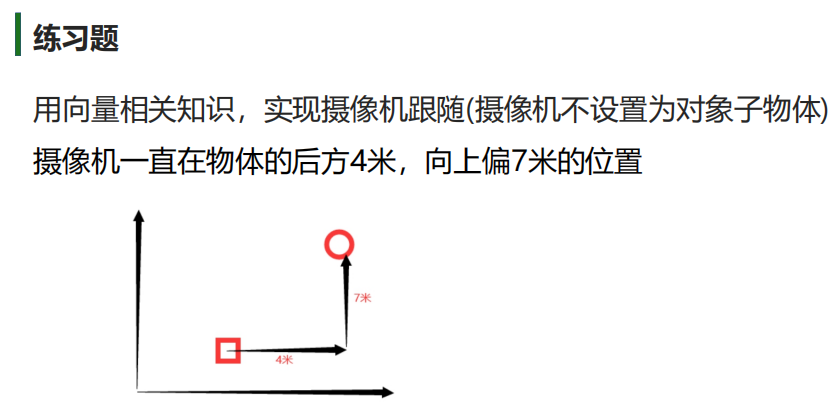 练习题
用向量相关知识，实现摄像机跟随(摄像机不设置为对象子物体)
摄像机一直在物体的后方4米，向上偏7米的位置
7米
4米